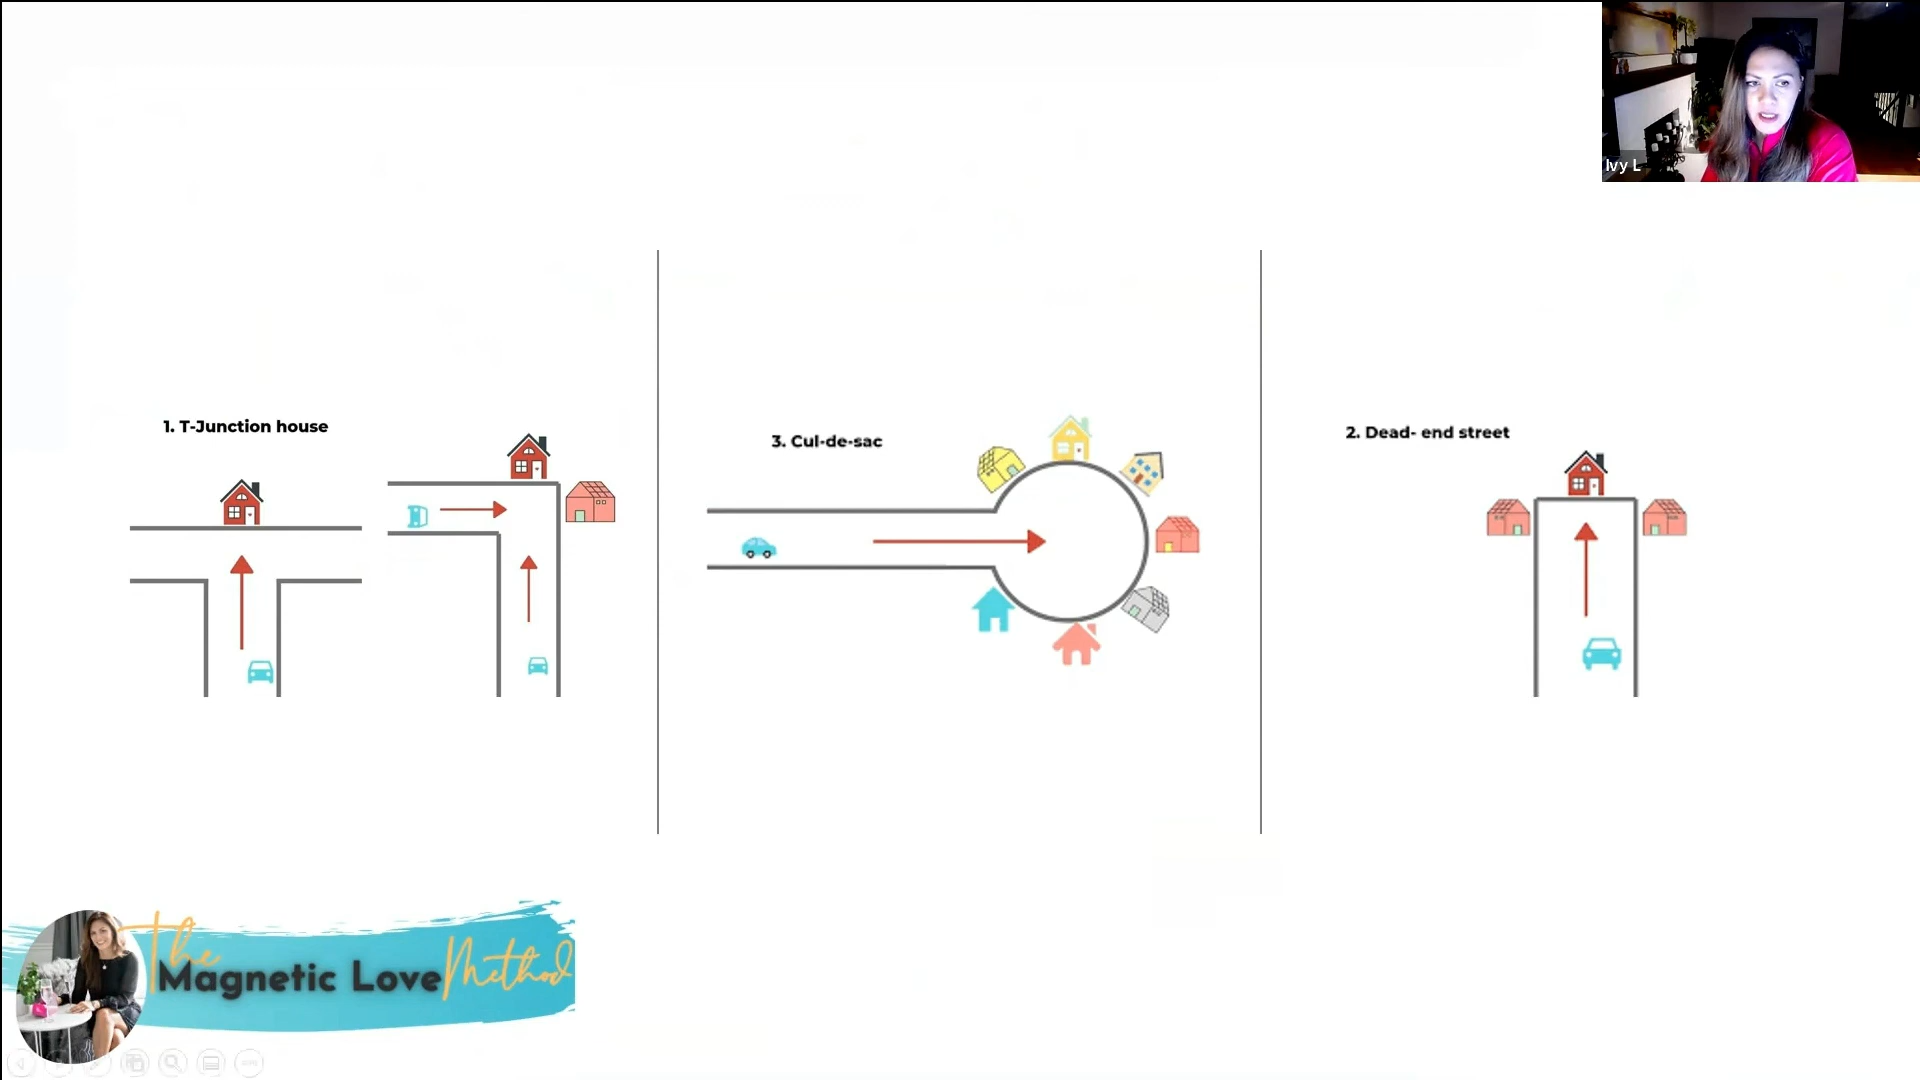 Ivy L
1. T-Junction house
3. Cul-de-sac
2. Dead- end street
The
Magnetic Love Method